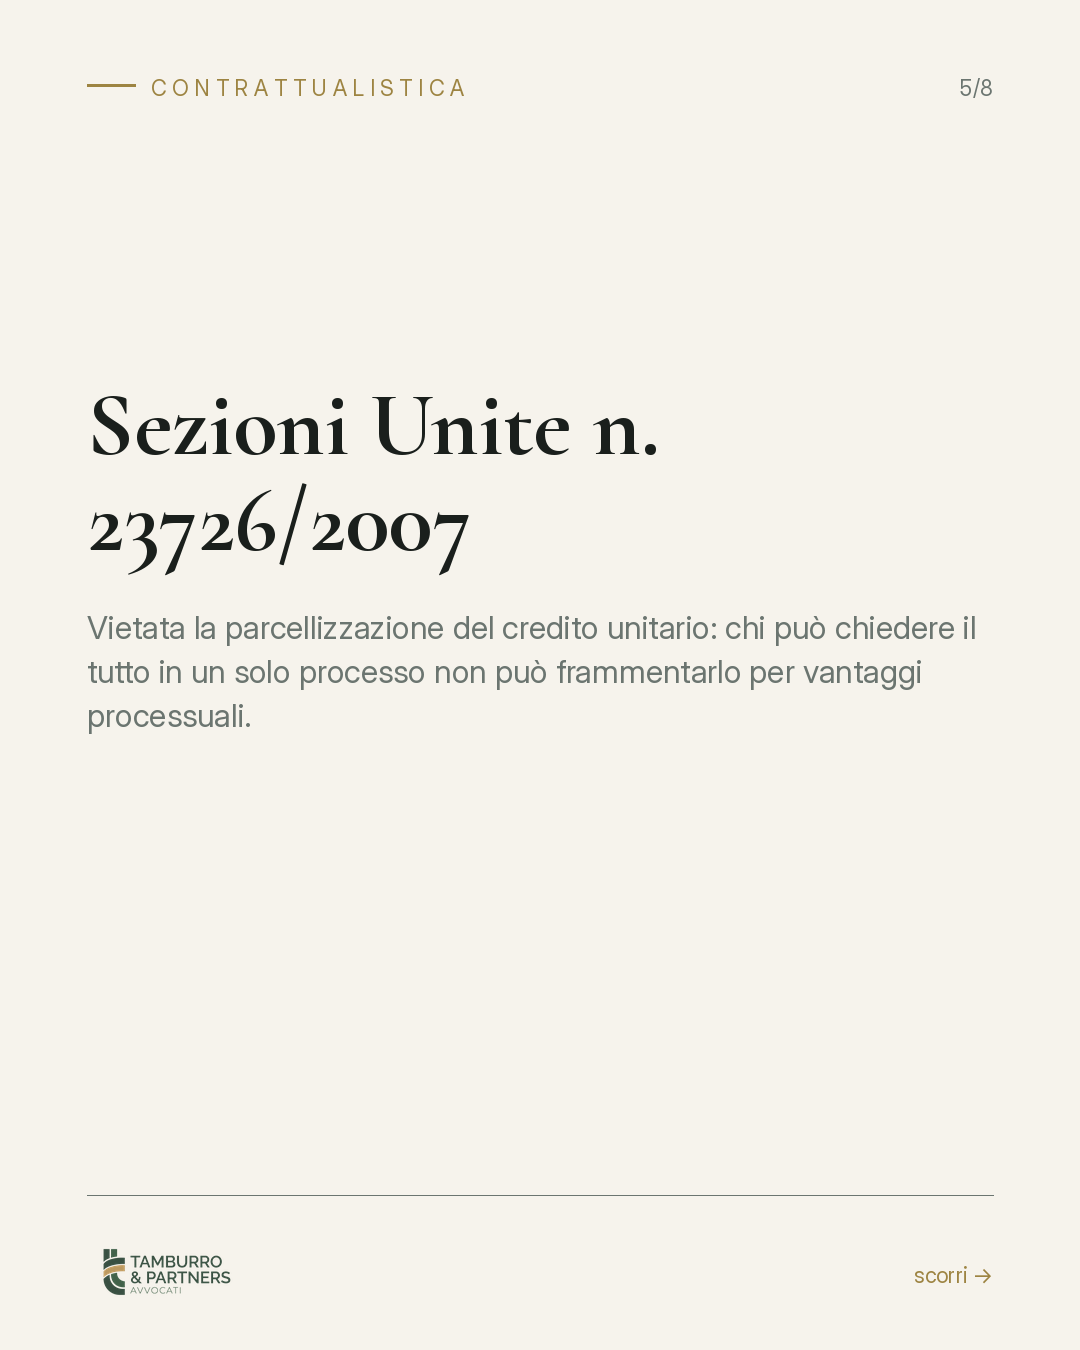 CONTRATTUALISTICA
5/8
Sezioni Unite n.
23726/2007
Vietata la parcellizzazione del credito unitario: chi può chiedere il
tutto in un solo processo non può frammentarlo per vantaggi
processuali.
TAMBURRO
& PARTNERS
AVVOCATI
scorri →